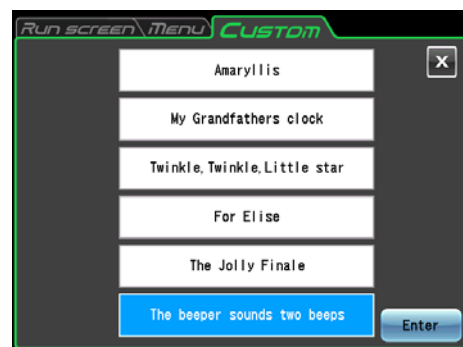 Run screen Menu Custom
Amaryllis
X
My Grandfathers clock
Twinkle,Twinkle,Little star
For Elise
The Jolly Finale
The beeper sounds two beeps
Enter